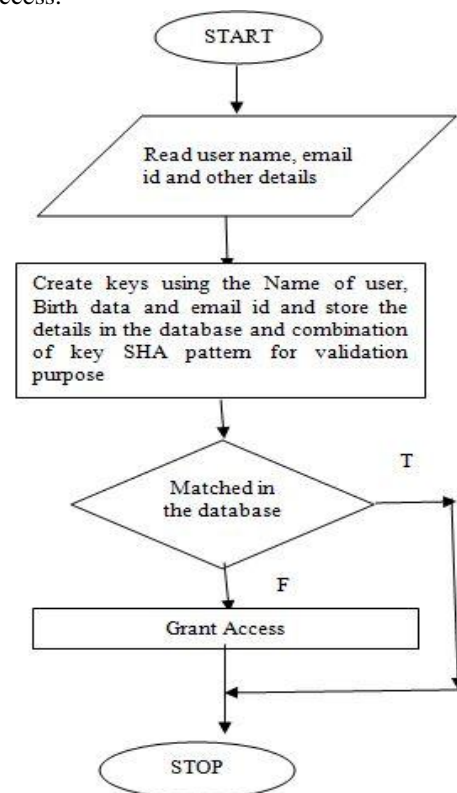 START
Read user name, email
id and other details
Create keys using the Name of user,
Birth data and email id and store the
details in the database and combination
of key SHA pattern for validation
purpose
T
Matched in
the database
F
Grant Access
STOP